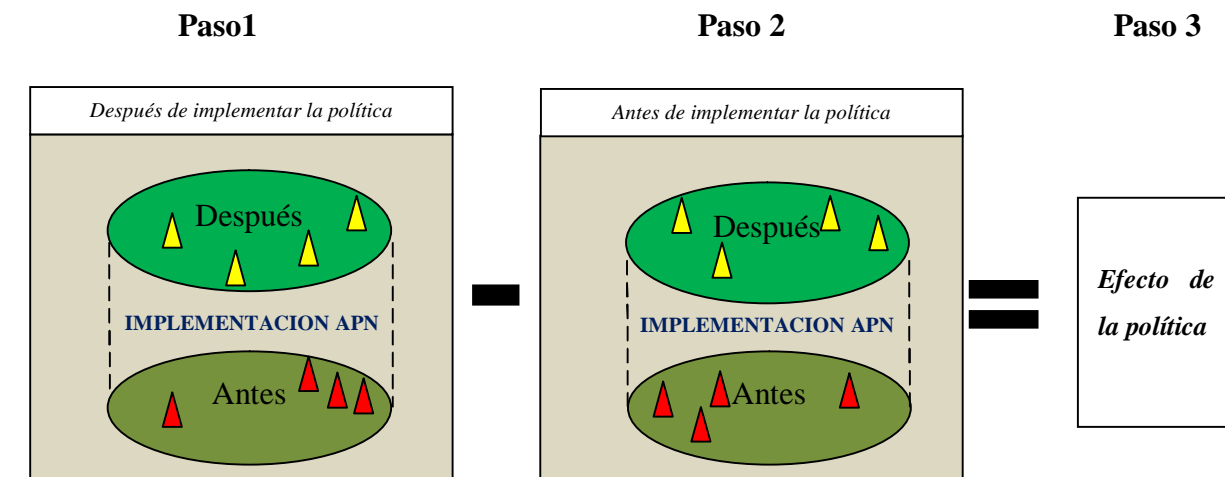 Paso1
Paso 2
Paso 3
Después de implementar la política
Antes de implementar la política
Después
Después
IMPLEMENTACION APN
IMPLEMENTACION APN
Efecto de
la política
Antes
Antes